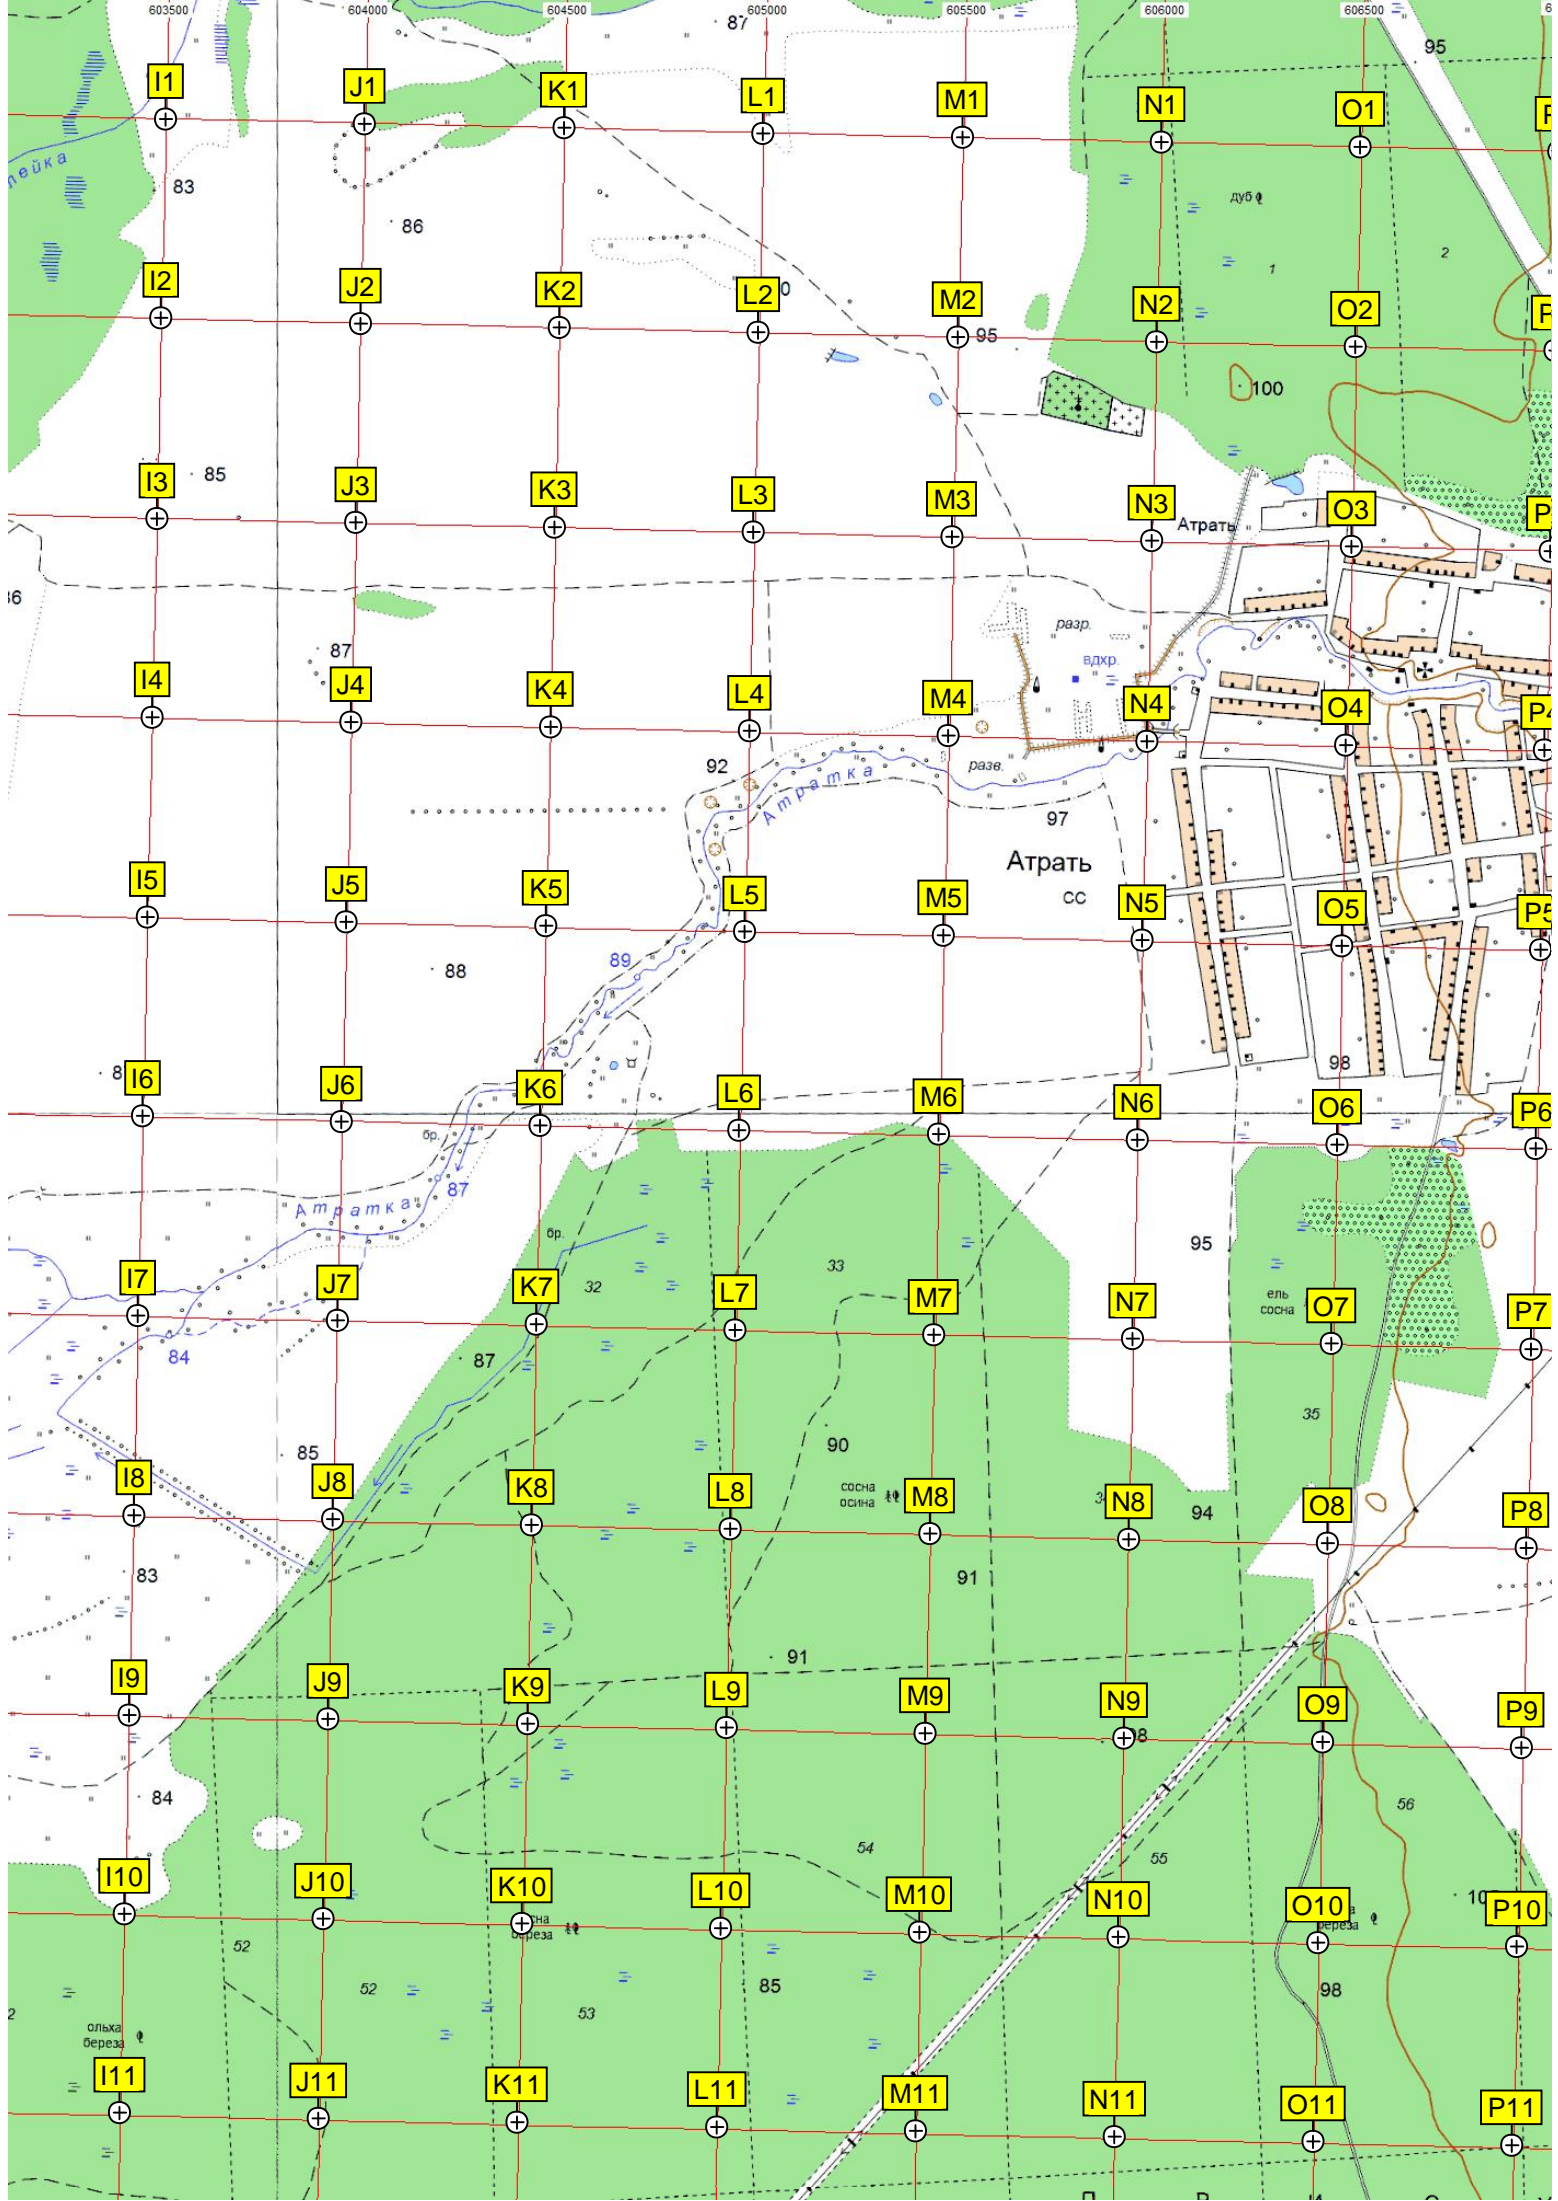 603500 604000 604500 605000 605500 606000 606500
87 95
I1 J1 K1 L1 M1 N1 O1
лейка
83 86 дуб 1 2
I2 J2 K2 L2 M2 N2 O2
95
100
85
I3 J3 K3 L3 M3 N3 O3
Атрать
разр.
вдхр.
87
I4 J4 K4 L4 M4 N4 O4 P4
92 Атратка разв.
97
Атрать
СС
I5 J5 K5 L5 M5 N5 O5 P5
88 89
98
I6 J6 K6 L6 M6 N6 O6 P6
бр.
87
Атратка
бр. 95
32 33
ель
сосна
I7 J7 K7 L7 M7 N7 O7 P7
84 87
35
85 90
сосна
осина
I8 J8 K8 L8 M8 N8 O8 P8
94
83 91
91
I9 J9 K9 L9 M9 N9 O9 P9
84 56
54 55
I10 J10 K10 L10 M10 N10 O10 P10
береза
52
52 53 85 98
ольха
береза
I11 J11 K11 L11 M11 N11 O11 P11